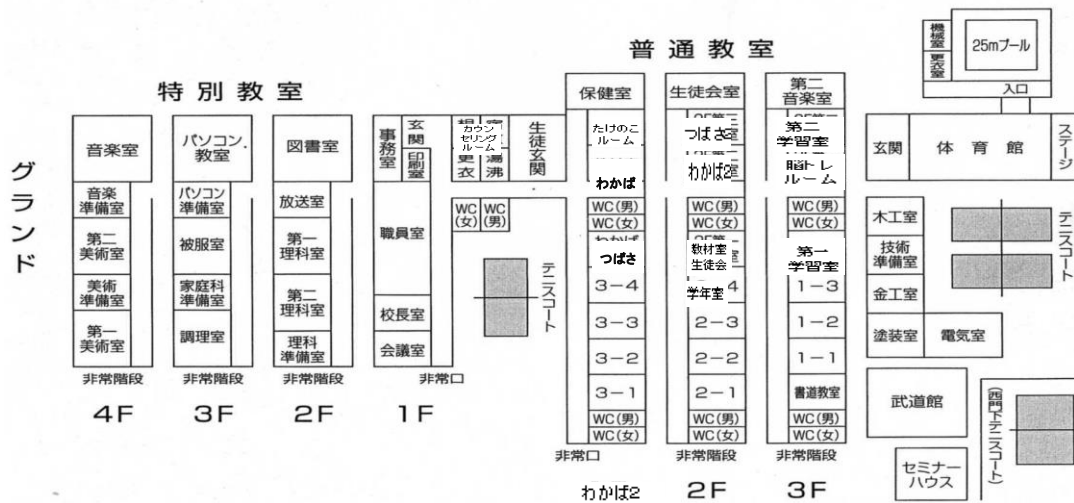 普通教室
特別教室
グランド
音楽室
音楽
準備室
第二
美術室
美術
準備室
第一
美術室
非常階段
4F
パソコン
教室
パソコン
準備室
被服室
家庭科
準備室
調理室
非常階段
3F
図書室
放送室
第一
理科室
第二
理科室
理科
準備室
非常階段
2F
事務室
玄関
印刷室
カウン
セリング
ルーム
更衣
湯沸
生徒玄関
WC
(女)
WC
(男)
職員室
校長室
会議室
非常口
1F
テニスコート
保健室
たけのこ
ルーム
わかば
WC(男)
WC(女)
つばさ
3-4
3-3
3-2
3-1
WC(男)
WC(女)
非常口
わかば2
生徒会室
つばさ2
わかば2
WC(男)
WC(女)
教材室
生徒会
学年室
4
2-3
2-2
2-1
WC(男)
WC(女)
非常階段
2F
第二
音楽室
第二
学習室
脳トレ
ルーム
WC(男)
WC(女)
第一
学習室
1-3
1-2
1-1
書道教室
WC(男)
WC(女)
非常階段
3F
機械室
更衣室
25mプール
入口
玄関
体育館
ステージ
木工室
技術
準備室
金工室
塗装室
電気室
テニスコート
武道館
セミナー
ハウス
(西門下テニスコート)